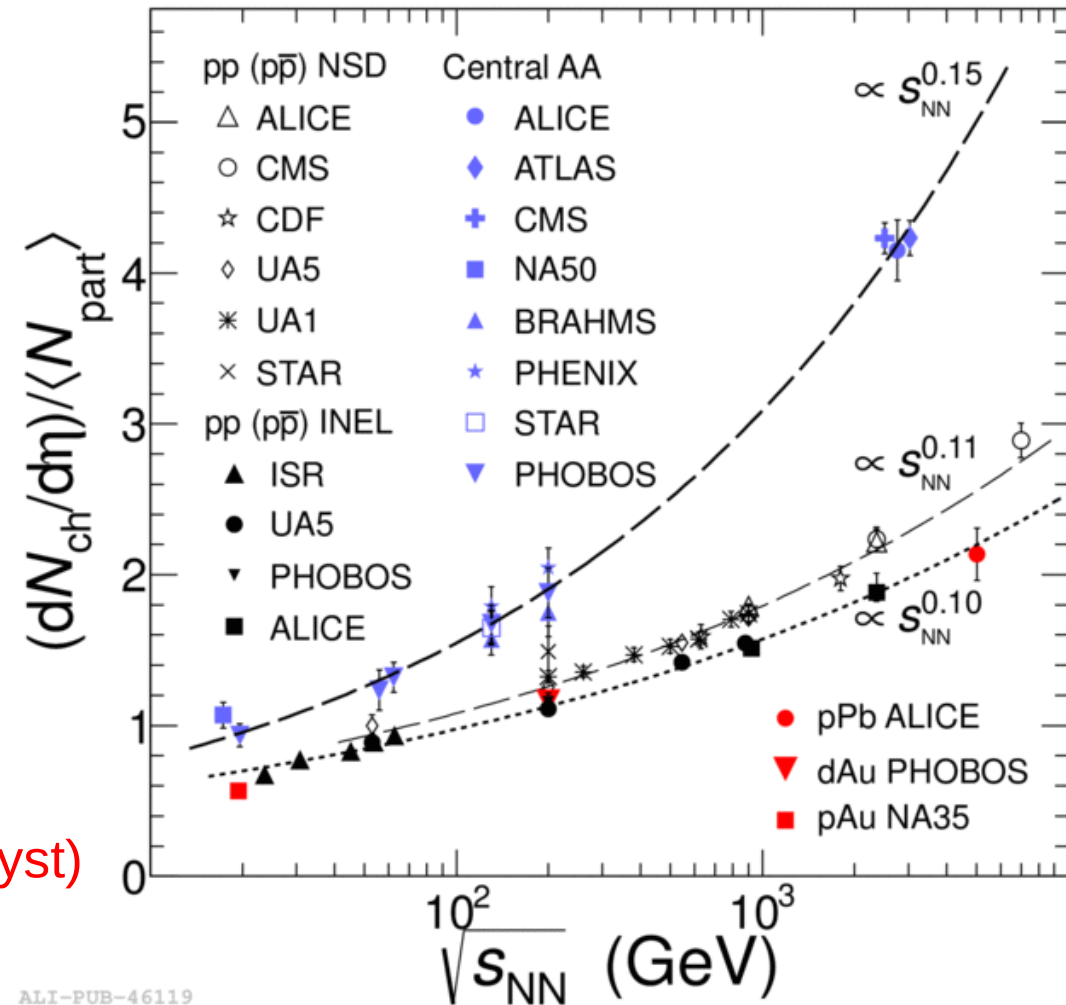 pp (pp̅) NSD
ALICE
CMS
CDF
UA5
UA1
STAR
pp (pp̅) INEL
ISR
UA5
PHOBOS
ALICE
Central AA
ALICE
ATLAS
CMS
NA50
BRAHMS
PHENIX
STAR
PHOBOS
∝ s_NN^0.15
∝ s_NN^0.11
∝ s_NN^0.10
pPb ALICE
dAu PHOBOS
pAu NA35
(dN_ch/dη)/⟨N_part⟩
5
4
3
2
1
0
10^2
10^3
√s_NN (GeV)
yst)
ALI-PUB-46119